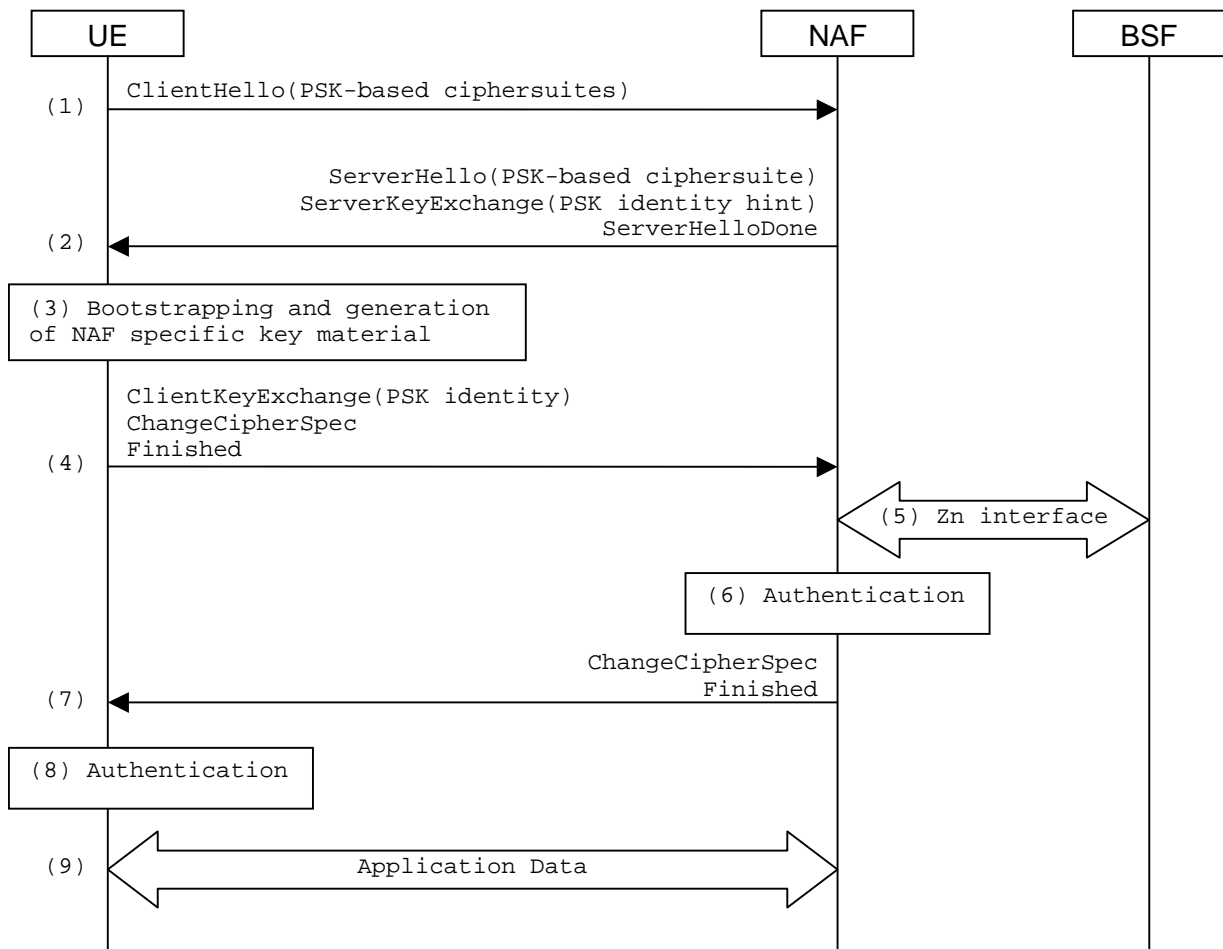 UE
NAF
BSF
(1)
ClientHello(PSK-based ciphersuites)
ServerHello(PSK-based ciphersuite)
ServerKeyExchange(PSK identity hint)
ServerHelloDone
(2)
(3) Bootstrapping and generation
of NAF specific key material
ClientKeyExchange(PSK identity)
ChangeCipherSpec
Finished
(4)
(5) Zn interface
(6) Authentication
ChangeCipherSpec
Finished
(7)
(8) Authentication
(9)
Application Data